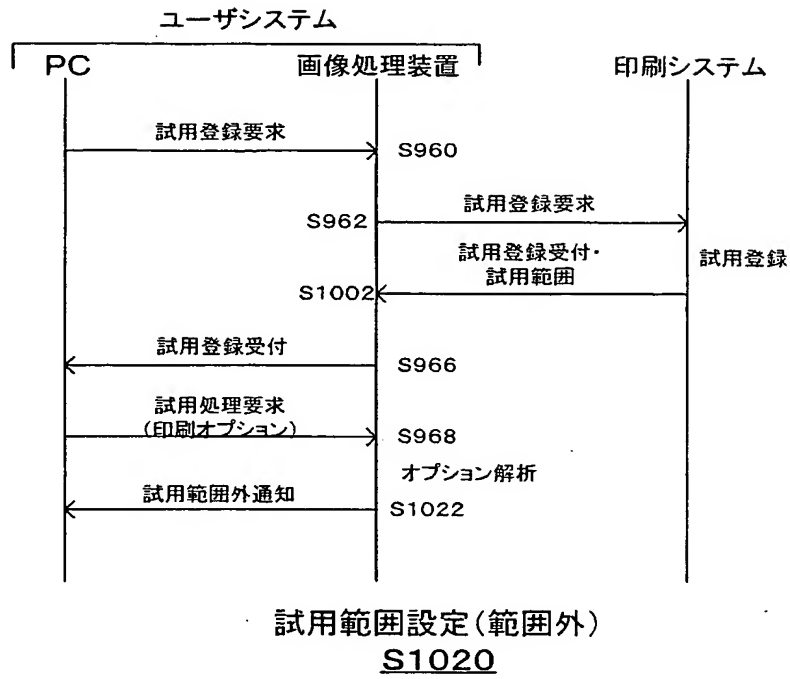 ユーザシステム
PC
画像処理装置
印刷システム
試用登録要求
S960
S962
試用登録要求
試用登録受付・
試用範囲
試用登録
S1002
試用登録受付
S966
試用処理要求
(印刷オプション)
S968
オプション解析
試用範囲外通知
S1022
試用範囲設定(範囲外)
S1020